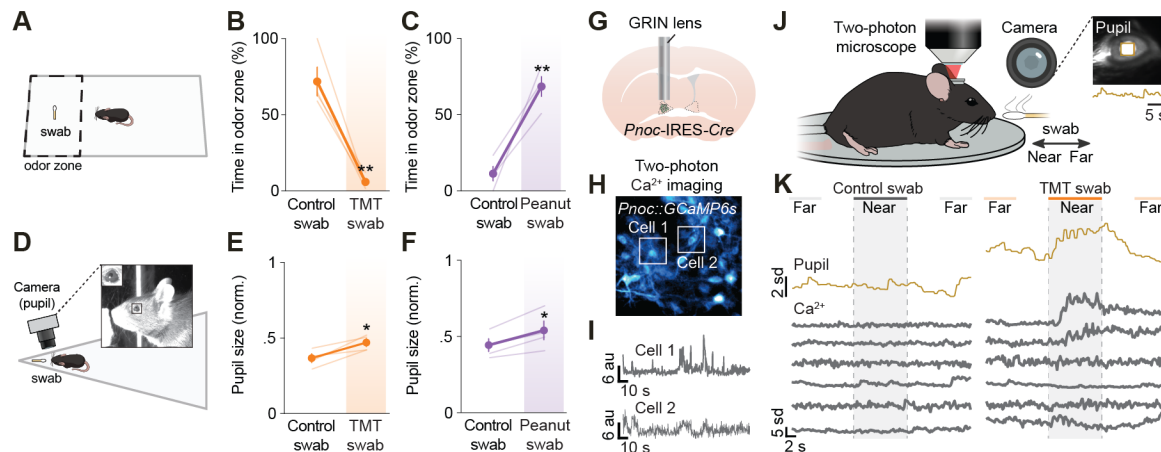 A
B
Time in odor zone (%)
100
50
0
**
Control
swab
TMT
swab
C
Time in odor zone (%)
100
50
0
**
Control
swab
Peanut
swab
swab
odor zone
D
Camera
(pupil)
swab
E
Pupil size (norm.)
1
.5
0
*
Control
swab
TMT
swab
F
Pupil size (norm.)
1
.5
0
*
Control
swab
Peanut
swab
G
GRIN lens
Pnoc-IRES-Cre
Two-photon
Ca2+ imaging
H
Pnoc::GCaMP6s
Cell 1
Cell 2
I
Cell 1
6 au
10 s
Cell 2
6 au
10 s
J
Two-photon
microscope
Camera
Pupil
5 s
swab
Near Far
K
Control swab
Far
Near
Far
TMT swab
Far
Near
Far
Pupil
2 sd
Ca2+
5 sd
2 s